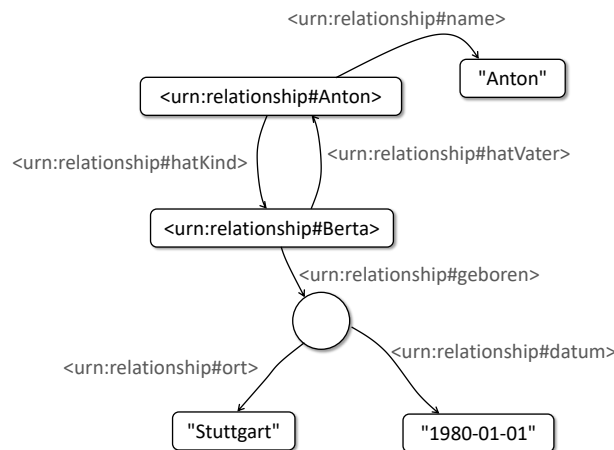 <urn:relationship#name>
"Anton"
<urn:relationship#Anton>
<urn:relationship#hatKind>
<urn:relationship#hatVater>
<urn:relationship#Berta>
<urn:relationship#geboren>
<urn:relationship#ort>
<urn:relationship#datum>
"Stuttgart"
"1980-01-01"